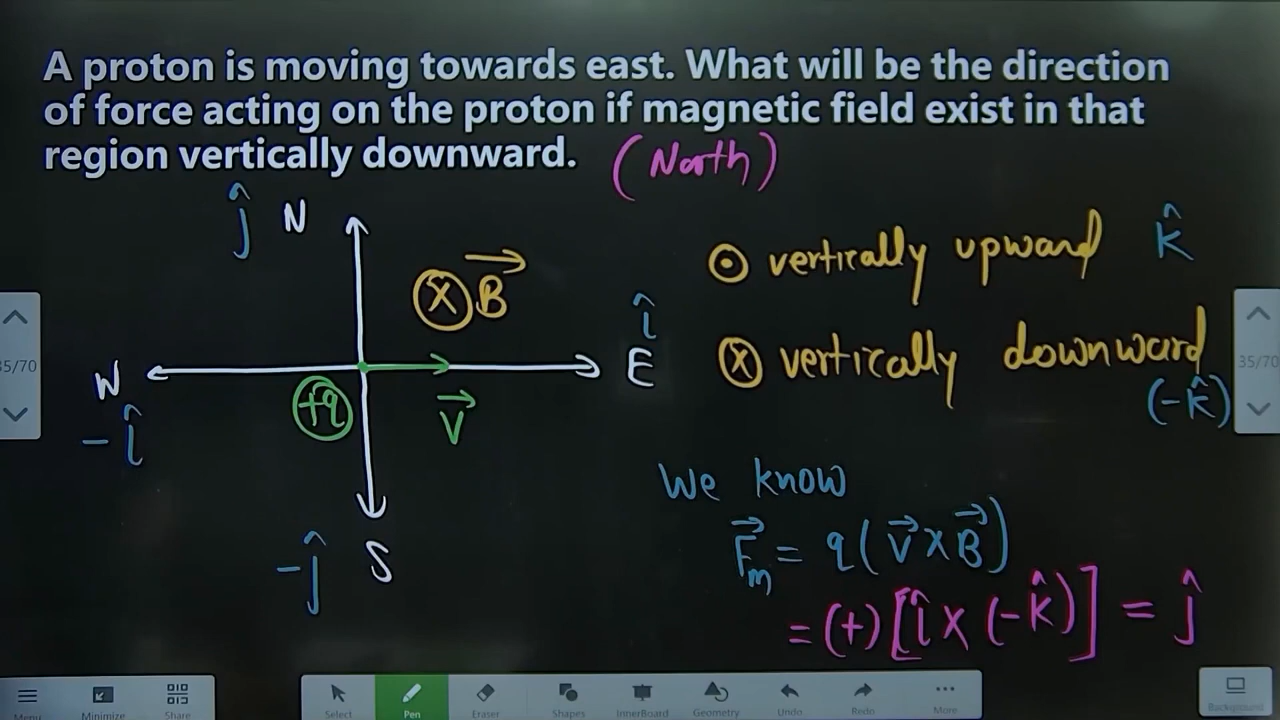 A proton is moving towards east. What will be the direction
of force acting on the proton if magnetic field exist in that
region vertically downward. (North)
ĵ N
⊗ B⃗
⊙ vertically upward k̂
î
W E
⊗ vertically downward
(-k̂)
+q V⃗
-î
We know
F⃗m = q(V⃗×B⃗)
-ĵ S
= (+)[î×(-k̂)] = ĵ
35/70
35/70
Menu Minimize Share Select Pen Eraser Shapes InnerBoard Geometry Undo Redo More Background